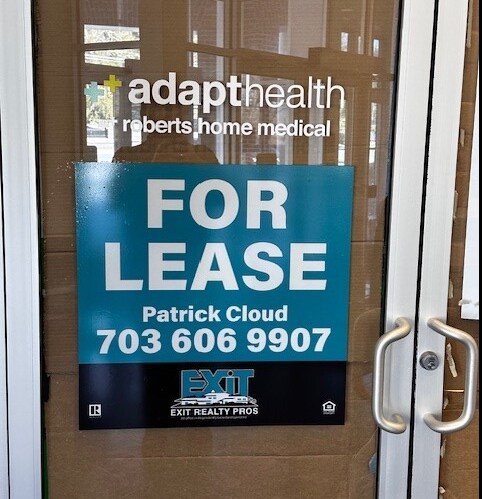 adapthealth
roberts home medical
FOR
LEASE
Patrick Cloud
703 606 9907
EXiT
EXIT REALTY PROS